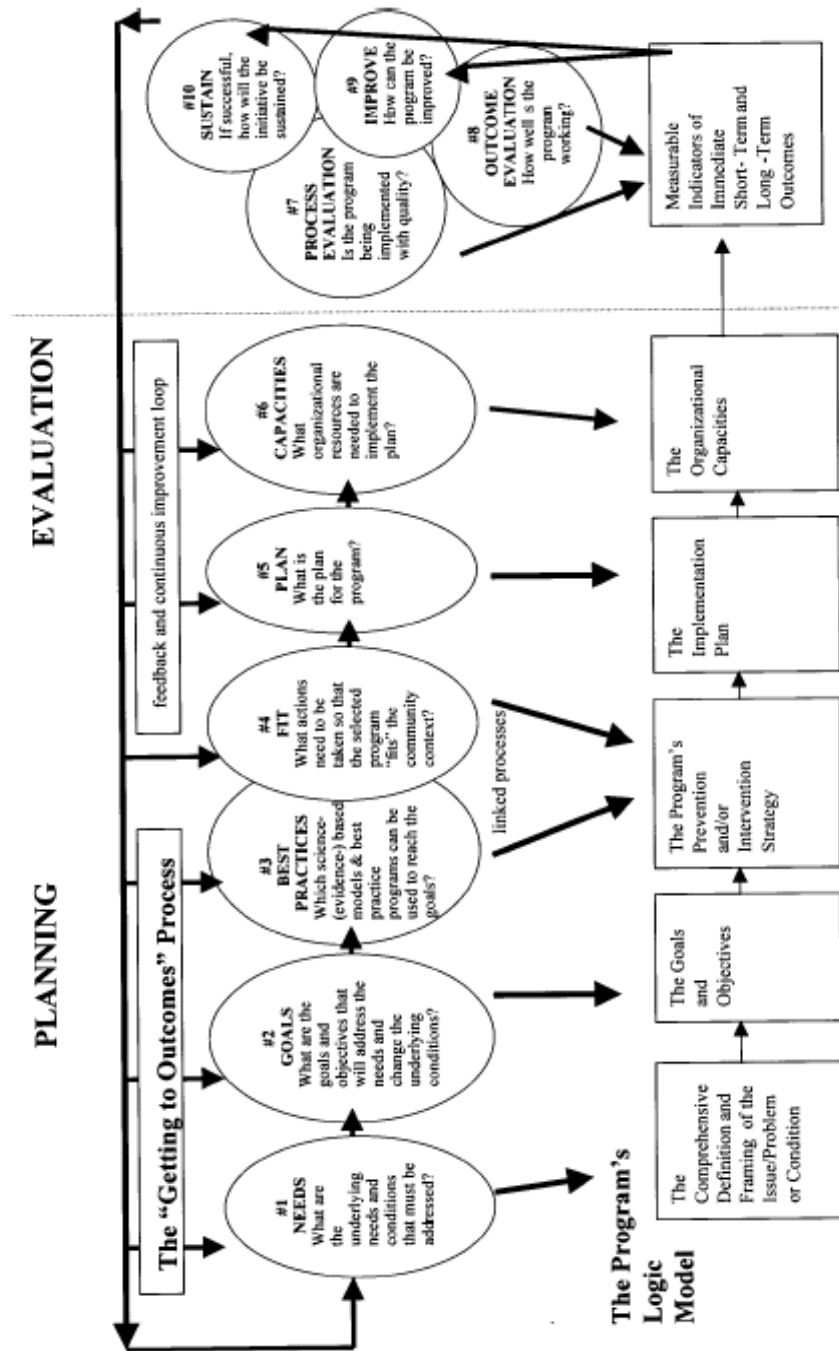 PLANNING
EVALUATION
The “Getting to Outcomes” Process
feedback and continuous improvement loop
#1
NEEDS
What are
the
underlying
needs and
conditions
that must be
addressed?
#2
GOALS
What are the
goals and
objectives that
will address the
needs and
change the
underlying
conditions?
#3
BEST
PRACTICES
Which science-
(evidence-) based
models & best
practice
programs can be
used to reach the
goals?
#4
FIT
What actions
need to be
taken so that
the selected
program
“fits” the
community
context?
#5
PLAN
What is
the plan
for the
program?
#6
CAPACITIES
What
organizational
resources are
needed to
implement the
plan?
#7
PROCESS
EVALUATION
Is the program
being
implemented
with quality?
#8
OUTCOME
EVALUATION
How well s the
program
working?
#9
IMPROVE
How can the
program be
improved?
#10
SUSTAIN
If successful,
how will the
initiative be
sustained?
linked processes
The Program’s
Logic
Model
The
Comprehensive
Definition and
Framing of the
Issue/Problem
or Condition
The Goals
and
Objectives
The Program’s
Prevention
and/or
Intervention
Strategy
The
Implementation
Plan
The
Organizational
Capacities
Measurable
Indicators of
Immediate
Short- Term and
Long -Term
Outcomes